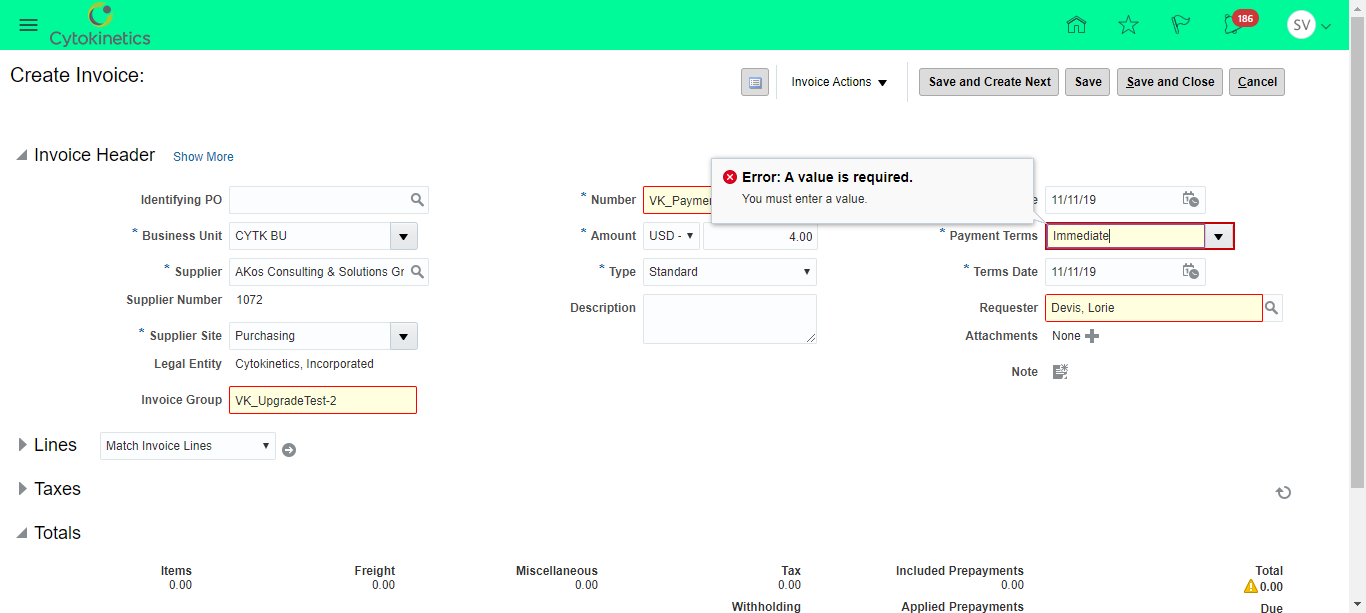 Cytokinetics
186
SV
Create Invoice:
Invoice Actions
Save and Create Next
Save
Save and Close
Cancel
Invoice Header
Show More
Error: A value is required.
You must enter a value.
Identifying PO
* Number VK_Paymen
11/11/19
* Business Unit CYTK BU
* Amount USD - 4.00
* Payment Terms Immediate
* Supplier AKos Consulting & Solutions Gr
* Type Standard
* Terms Date 11/11/19
Supplier Number 1072
Description
Requester Devis, Lorie
* Supplier Site Purchasing
Attachments None
Legal Entity Cytokinetics, Incorporated
Note
Invoice Group VK_UpgradeTest-2
Lines Match Invoice Lines
Taxes
Totals
Items Freight Miscellaneous Tax Included Prepayments Total
0.00 0.00 0.00 0.00 0.00 0.00
Withholding Applied Prepayments Due